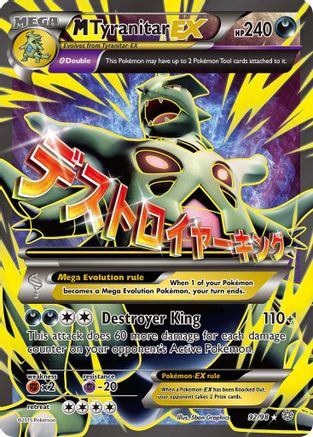 MEGA
M Tyranitar EX
HP240
Evolves from Tyranitar-EX
θDouble
This Pokémon may have up to 2 Pokémon Tool cards attached to it.
デストロイヤーキング
Mega Evolution rule
When 1 of your Pokémon
becomes a Mega Evolution Pokémon, your turn ends.
Destroyer King 110+
This attack does 60 more damage for each damage
counter on your opponent's Active Pokémon.
weakness
×2
resistance
-20
Pokémon-EX rule
When a Pokémon-EX has been Knocked Out,
your opponent takes 2 Prize cards.
retreat
Illus. 5ban Graphics
92/98 ★
©2015 Pokémon